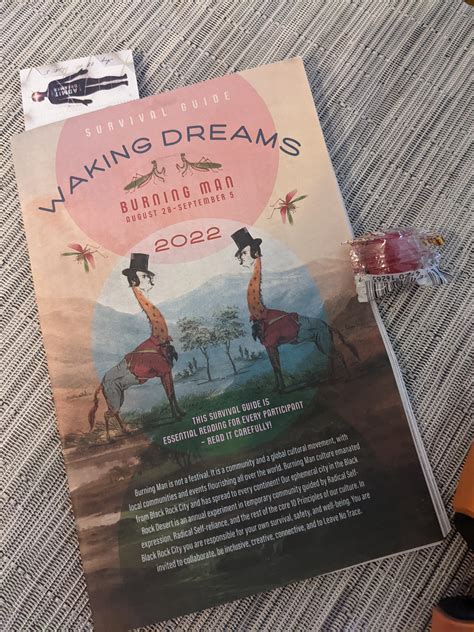 ADMIT
DREAMER
SURVIVAL GUIDE
WAKING DREAMS
BURNING MAN
AUGUST 28-SEPTEMBER 5
2022
THIS SURVIVAL GUIDE IS
ESSENTIAL READING FOR EVERY PARTICIPANT
– READ IT CAREFULLY!
Burning Man is not a festival. It is a community and a global cultural movement, with
local communities and events flourishing all over the world. Burning Man culture emanated
from Black Rock City and has spread to every continent! Our ephemeral city in the Black
Rock Desert is an annual experiment in temporary community guided by Radical Self-
expression, Radical Self-reliance, and the rest of the core 10 Principles of our culture. In
Black Rock City you are responsible for your own survival, safety, and well-being. You are
invited to collaborate, be inclusive, creative, connective, and to Leave No Trace.